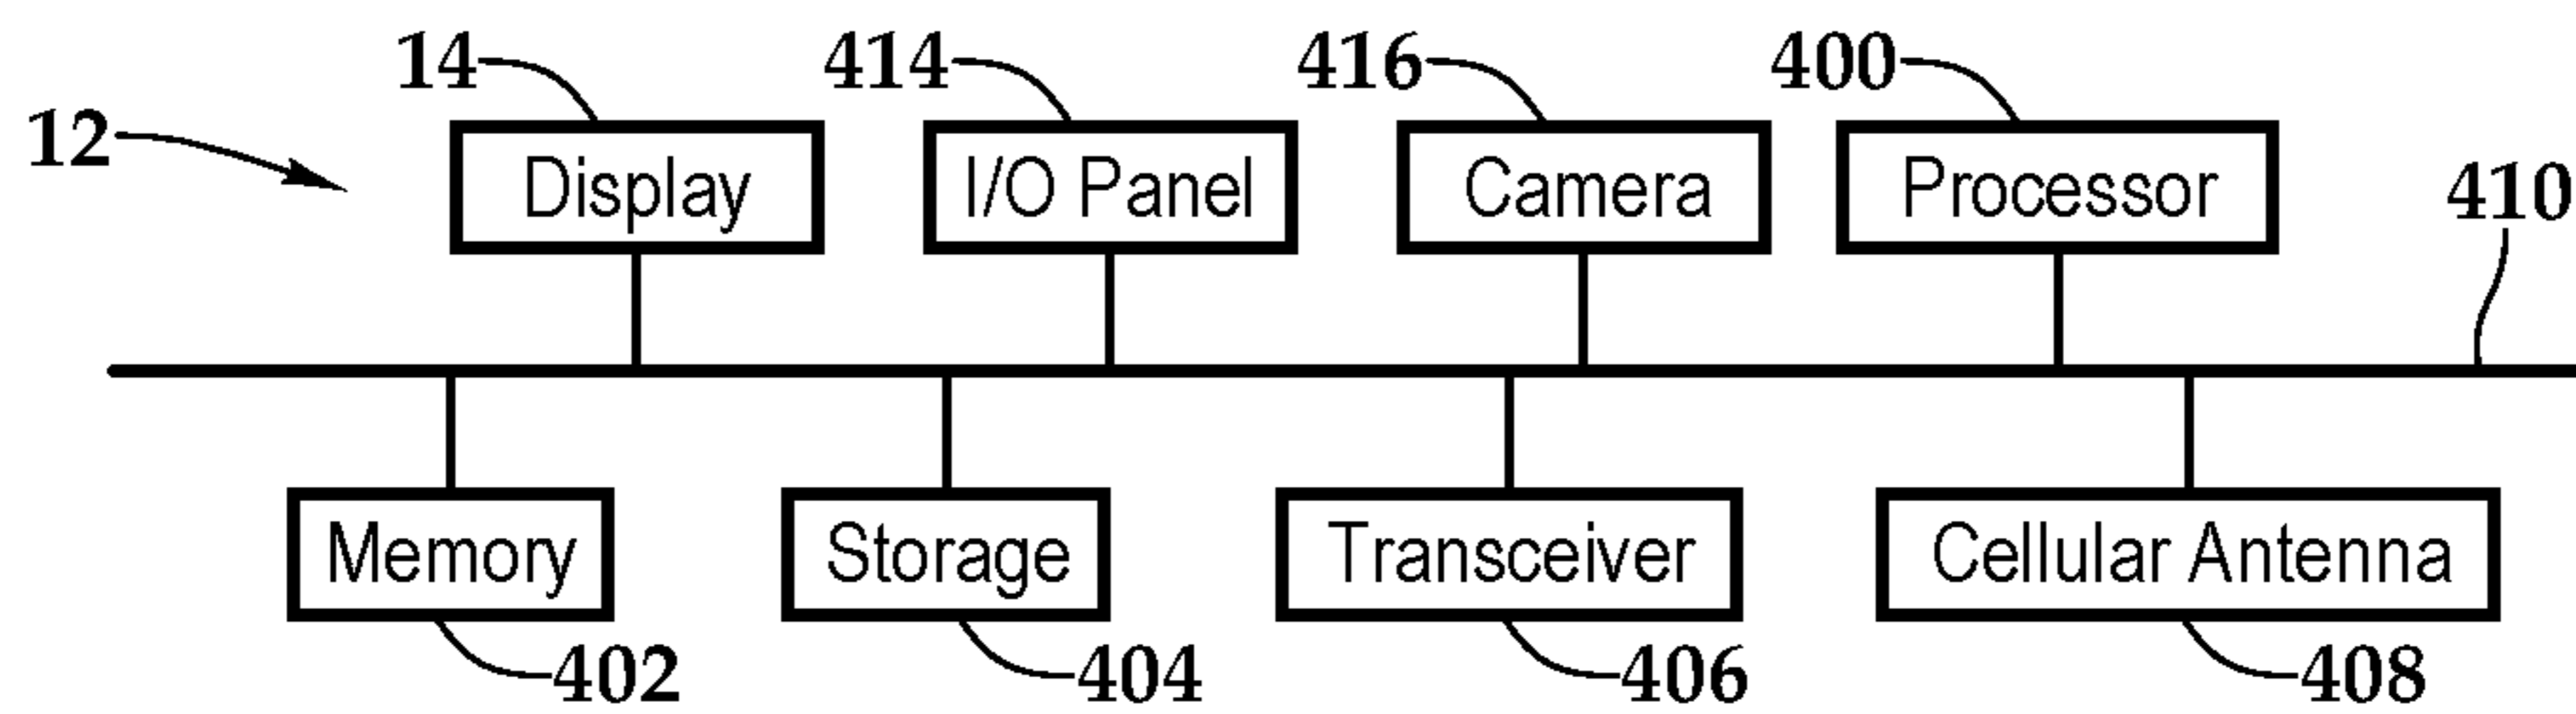 14 414 416 400
12
Display I/O Panel Camera Processor
410
Memory Storage Transceiver Cellular Antenna
402 404 406 408